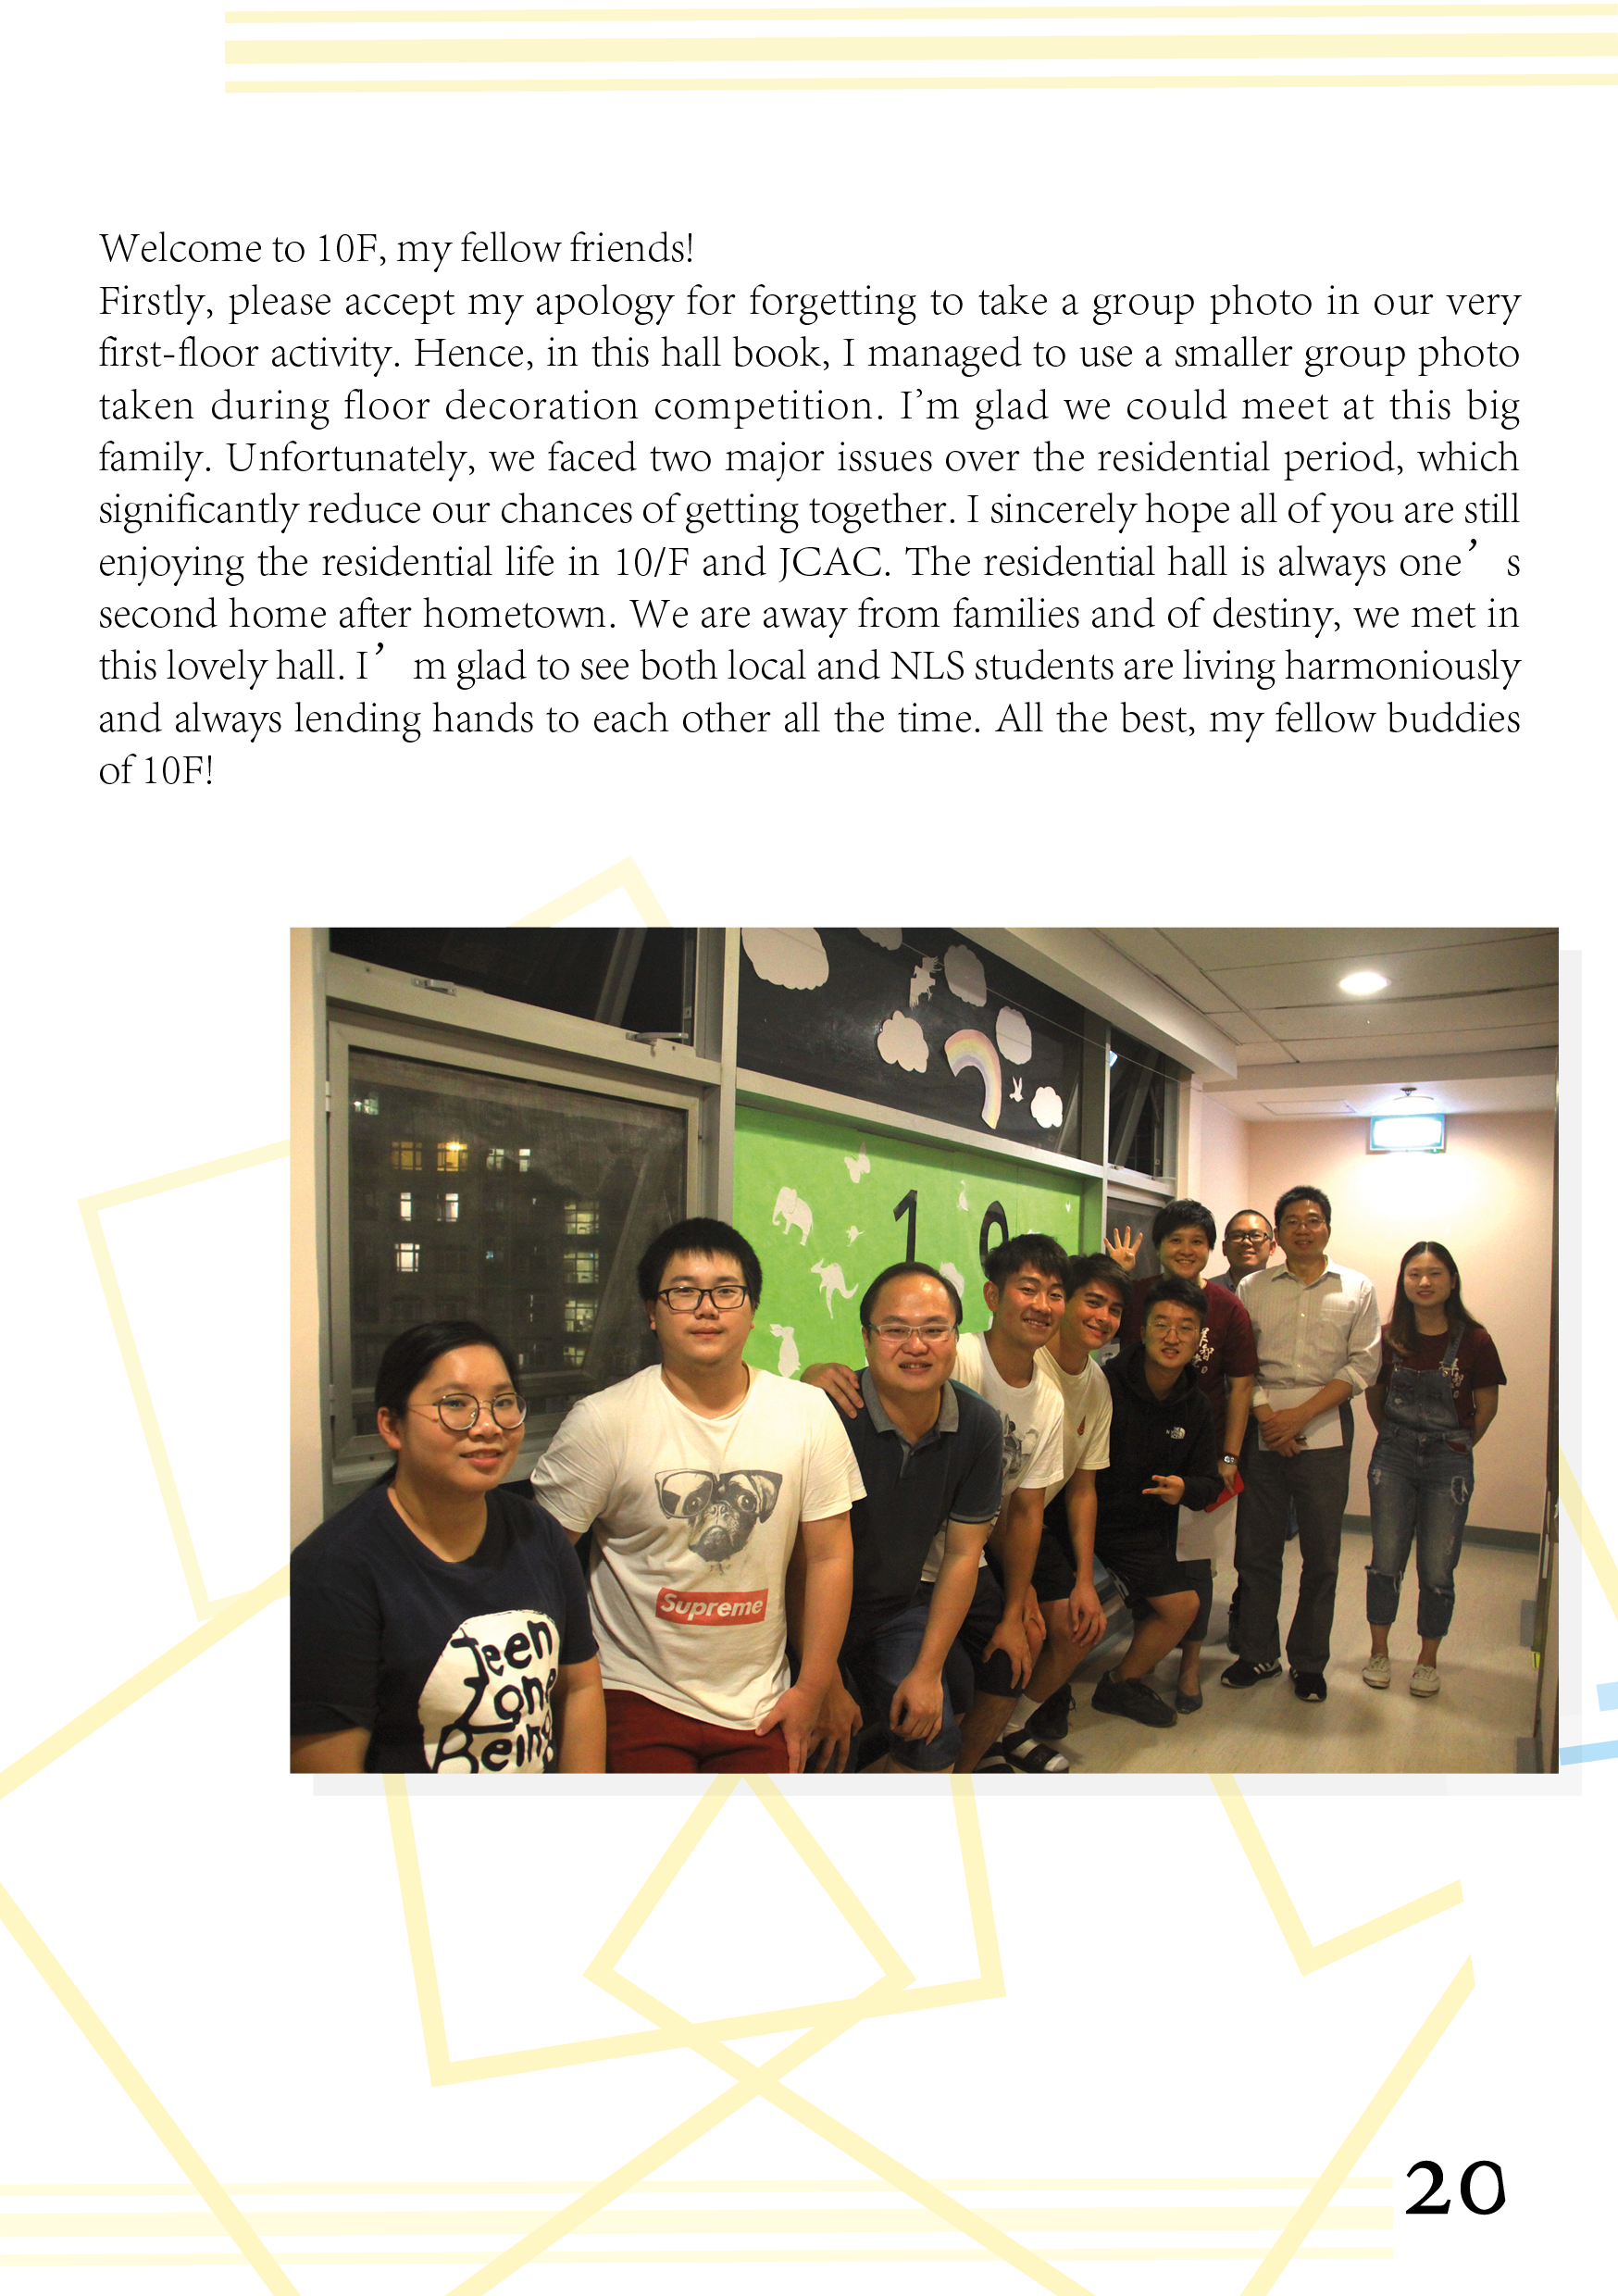 Welcome to 10F, my fellow friends!
Firstly, please accept my apology for forgetting to take a group photo in our very
first-floor activity. Hence, in this hall book, I managed to use a smaller group photo
taken during floor decoration competition. I'm glad we could meet at this big
family. Unfortunately, we faced two major issues over the residential period, which
significantly reduce our chances of getting together. I sincerely hope all of you are still
enjoying the residential life in 10/F and JCAC. The residential hall is always one’ s
second home after hometown. We are away from families and of destiny, we met in
this lovely hall. I’ m glad to see both local and NLS students are living harmoniously
and always lending hands to each other all the time. All the best, my fellow buddies
of 10F!
1
Supreme
Teen
Zone
Being
20